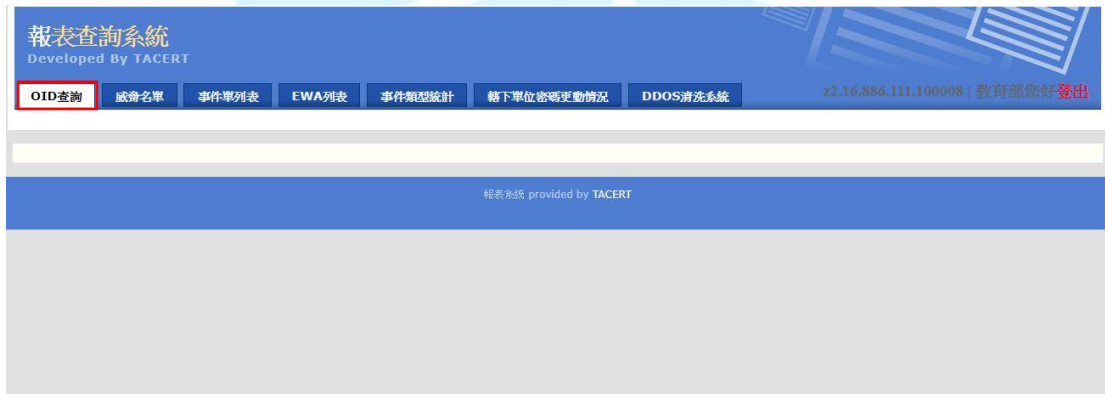 報表查詢系統
Developed By TACERT
OID查詢 威脅名單 事件單列表 EWA列表 事件類型統計 轄下單位密碼更動情況 DDOS清洗系統 z2.16.886.111.100008 | 教育部您好登出
報表系統 provided by TACERT